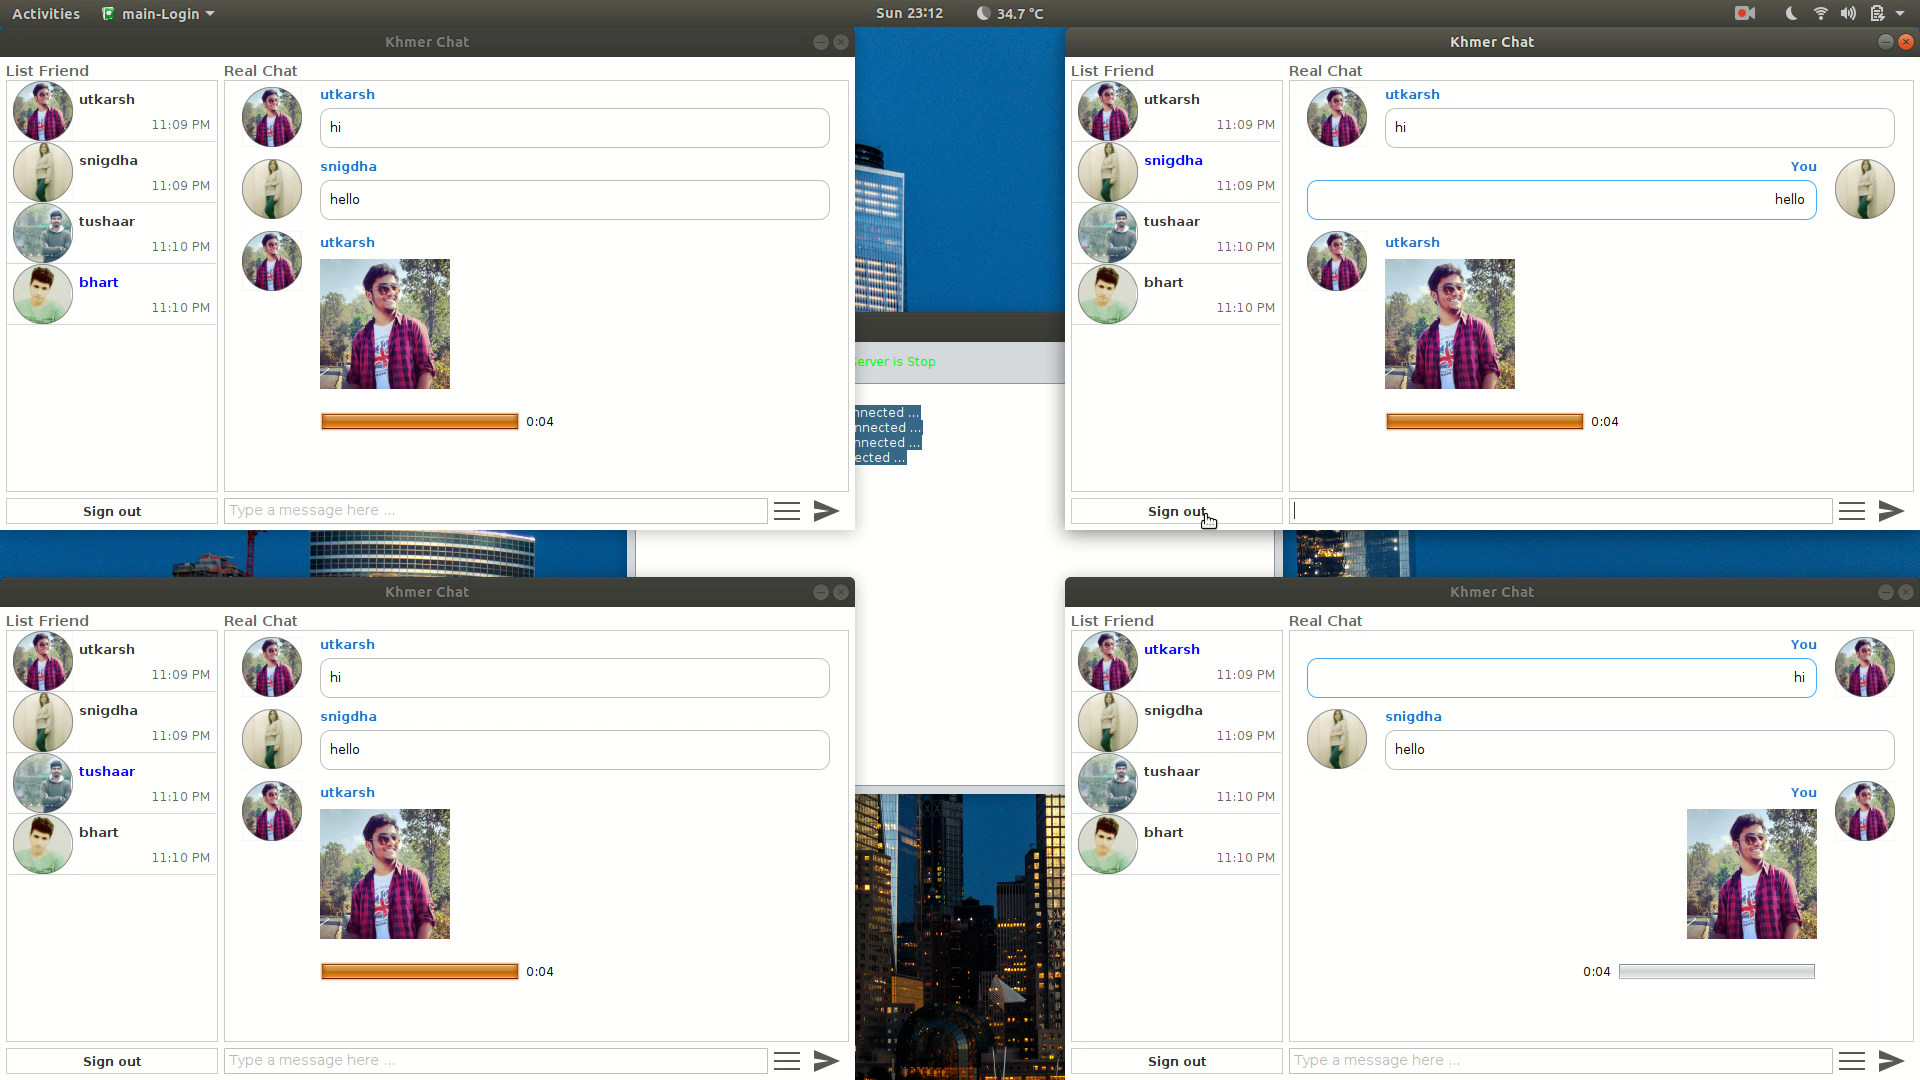 Activities main-Login Sun 23:12 34.7 °C
Khmer Chat
List Friend
utkarsh
11:09 PM
snigdha
11:09 PM
tushaar
11:10 PM
bhart
11:10 PM
Sign out
Real Chat
utkarsh
hi
snigdha
hello
utkarsh
0:04
Type a message here ...
Server is Stop
nnected ...
nnected ...
nnected ...
ected ...
Khmer Chat
List Friend
utkarsh
11:09 PM
snigdha
11:09 PM
tushaar
11:10 PM
bhart
11:10 PM
Sign out
Real Chat
utkarsh
hi
You
hello
utkarsh
0:04
Khmer Chat
List Friend
utkarsh
11:09 PM
snigdha
11:09 PM
tushaar
11:10 PM
bhart
11:10 PM
Sign out
Real Chat
utkarsh
hi
snigdha
hello
utkarsh
0:04
Type a message here ...
Khmer Chat
List Friend
utkarsh
11:09 PM
snigdha
11:09 PM
tushaar
11:10 PM
bhart
11:10 PM
Sign out
Real Chat
You
hi
snigdha
hello
You
0:04
Type a message here ...